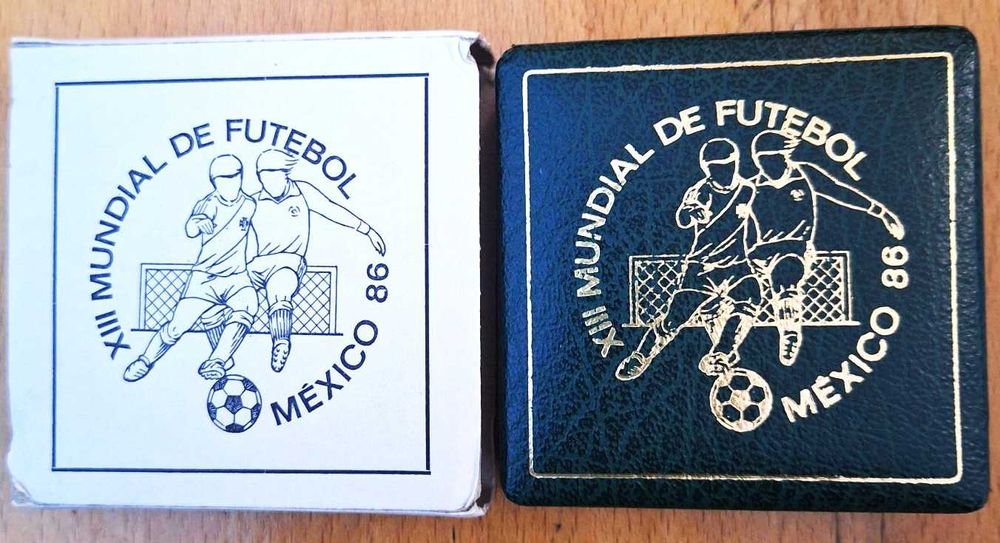 XIII MUNDIAL DE FUTEBOL
MÉXICO 86
XIII MUNDIAL DE FUTEBOL
MÉXICO 86